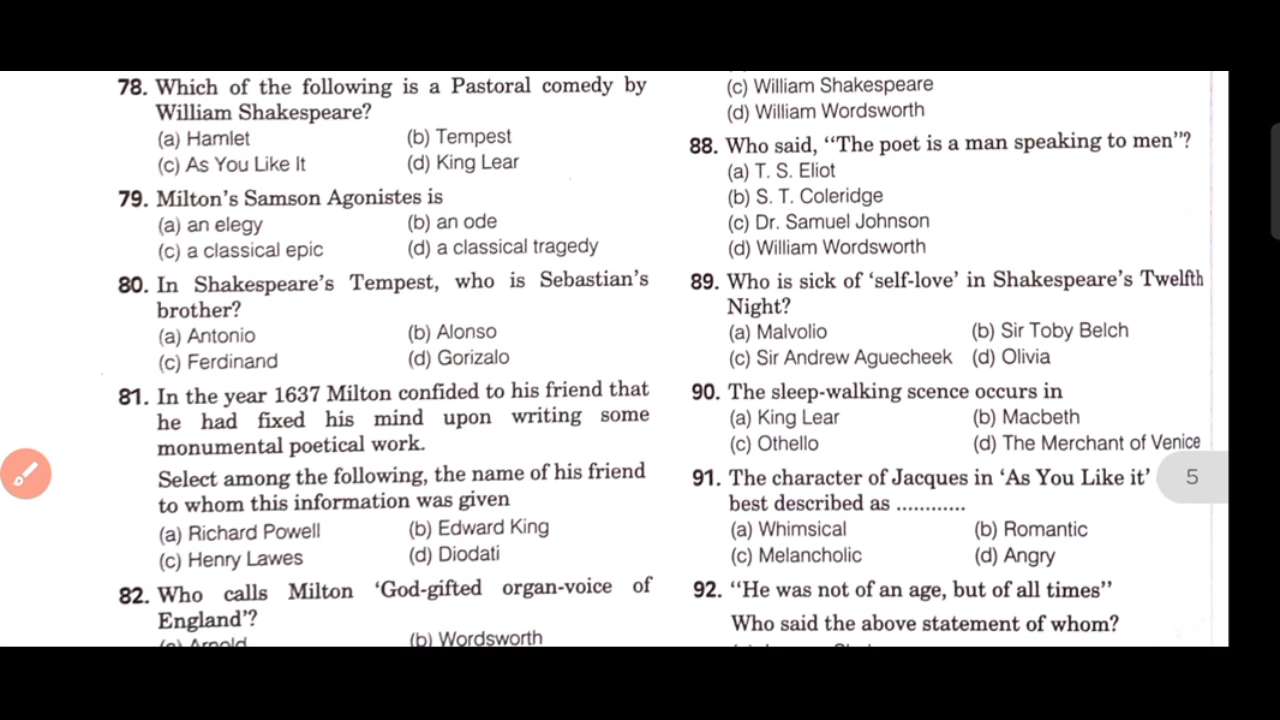 78. Which of the following is a Pastoral comedy by
William Shakespeare?
(a) Hamlet (b) Tempest
(c) As You Like It (d) King Lear
79. Milton's Samson Agonistes is
(a) an elegy (b) an ode
(c) a classical epic (d) a classical tragedy
80. In Shakespeare's Tempest, who is Sebastian's
brother?
(a) Antonio (b) Alonso
(c) Ferdinand (d) Gorizalo
81. In the year 1637 Milton confided to his friend that
he had fixed his mind upon writing some
monumental poetical work.
Select among the following, the name of his friend
to whom this information was given
(a) Richard Powell (b) Edward King
(c) Henry Lawes (d) Diodati
82. Who calls Milton 'God-gifted organ-voice of
England'?
(a) Arnold (b) Wordsworth
(c) William Shakespeare
(d) William Wordsworth
88. Who said, "The poet is a man speaking to men"?
(a) T. S. Eliot
(b) S. T. Coleridge
(c) Dr. Samuel Johnson
(d) William Wordsworth
89. Who is sick of 'self-love' in Shakespeare's Twelfth
Night?
(a) Malvolio (b) Sir Toby Belch
(c) Sir Andrew Aguecheek (d) Olivia
90. The sleep-walking scence occurs in
(a) King Lear (b) Macbeth
(c) Othello (d) The Merchant of Venice
91. The character of Jacques in 'As You Like it'
best described as ............
(a) Whimsical (b) Romantic
(c) Melancholic (d) Angry
92. "He was not of an age, but of all times"
Who said the above statement of whom?
5